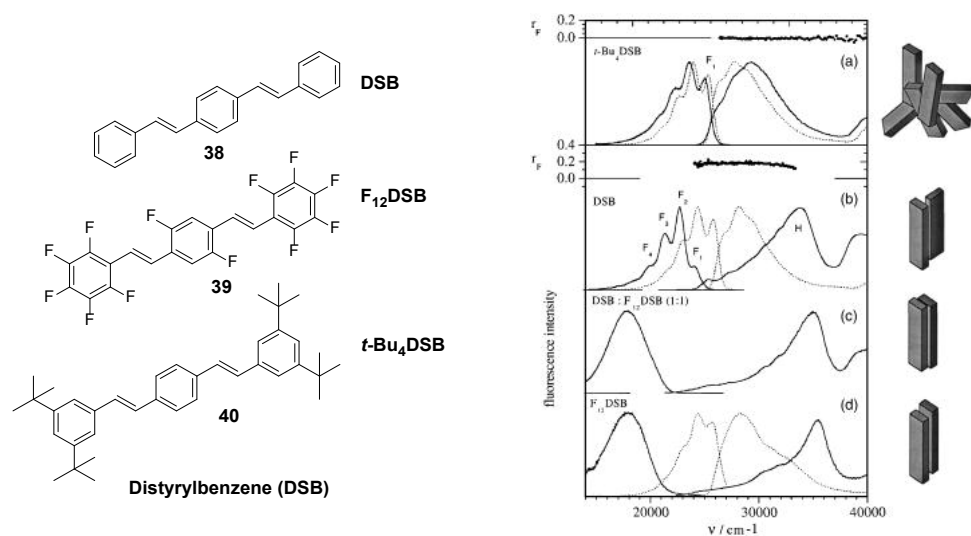 DSB
38
F₁₂DSB
F
F
F
F
F
F
F
F
F
F
F
F
39
t-Bu₄DSB
40
Distyrylbenzene (DSB)
r_F
0.2
0.0
t-Bu₄DSB
F₁
(a)
0.4
r_F
0.2
0.0
DSB
F₂
(b)
F₃
F₄
F₁
H
DSB : F₁₂DSB (1:1)
(c)
F₁₂DSB
(d)
fluorescence intensity
20000
30000
40000
ν / cm-1